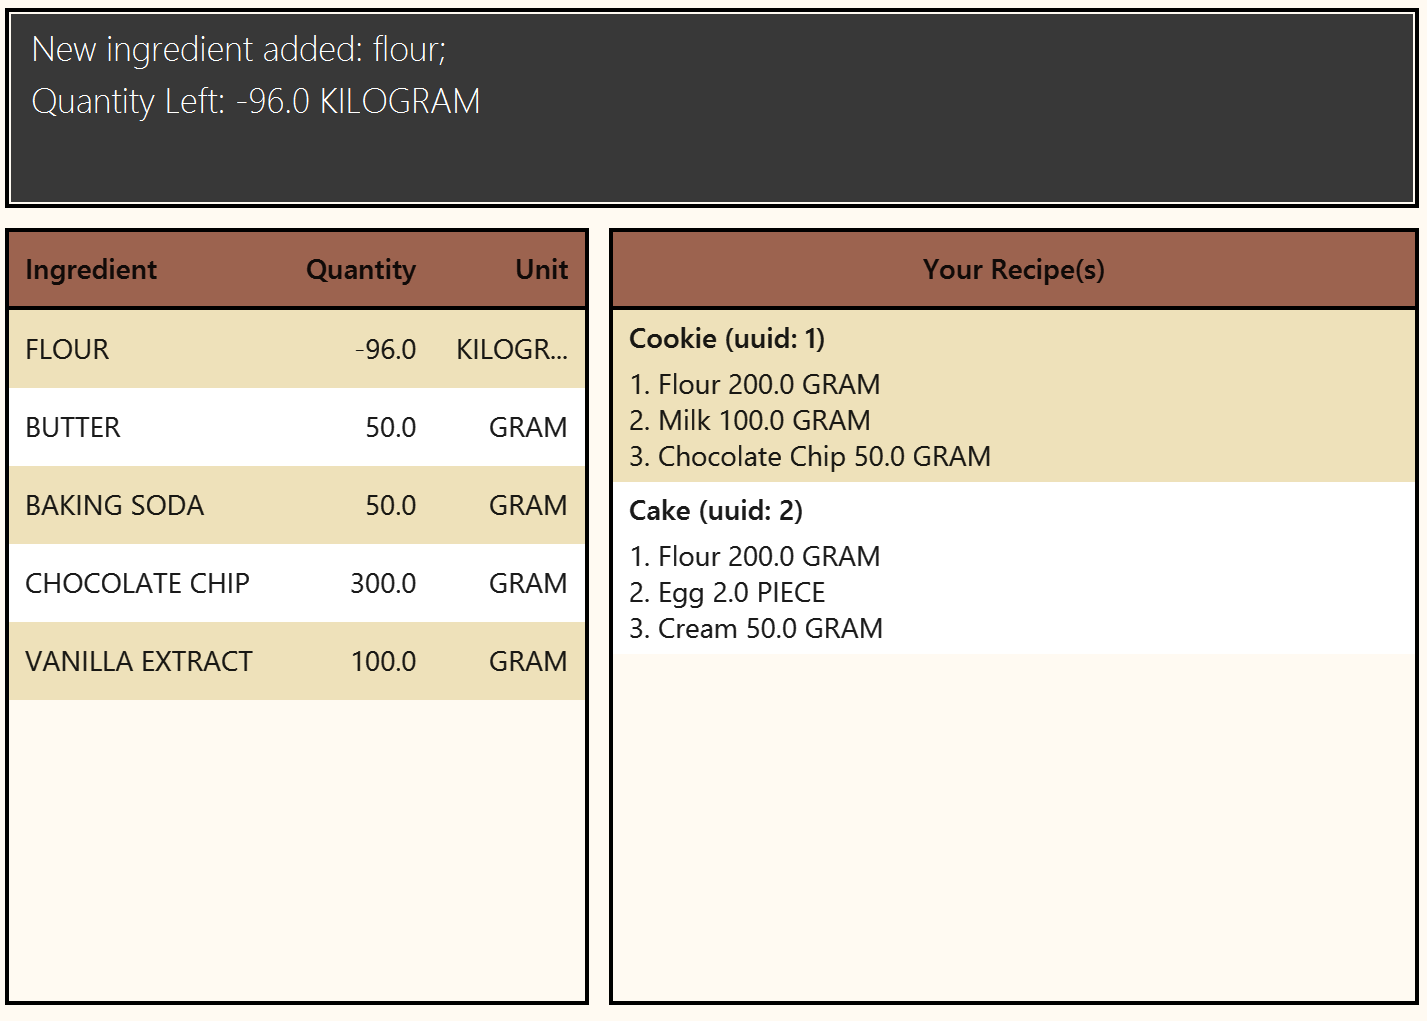 New ingredient added: flour;
Quantity Left: -96.0 KILOGRAM
Ingredient Quantity Unit
FLOUR -96.0 KILOGR...
BUTTER 50.0 GRAM
BAKING SODA 50.0 GRAM
CHOCOLATE CHIP 300.0 GRAM
VANILLA EXTRACT 100.0 GRAM
Your Recipe(s)
Cookie (uuid: 1)
1. Flour 200.0 GRAM
2. Milk 100.0 GRAM
3. Chocolate Chip 50.0 GRAM
Cake (uuid: 2)
1. Flour 200.0 GRAM
2. Egg 2.0 PIECE
3. Cream 50.0 GRAM